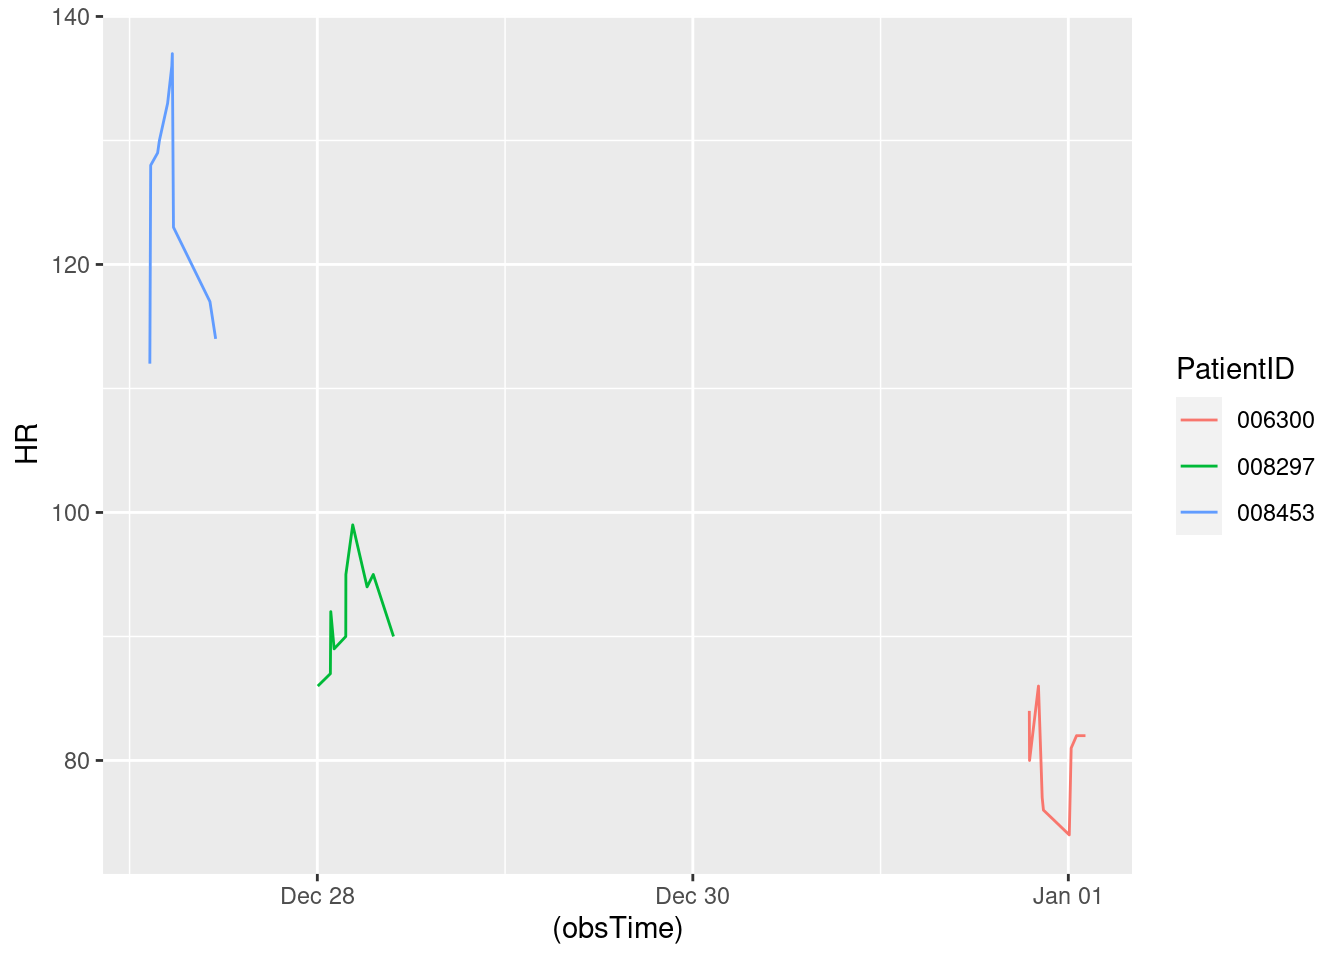 140
120
100
80
HR
Dec 28
Dec 30
Jan 01
(obsTime)
PatientID
006300
008297
008453